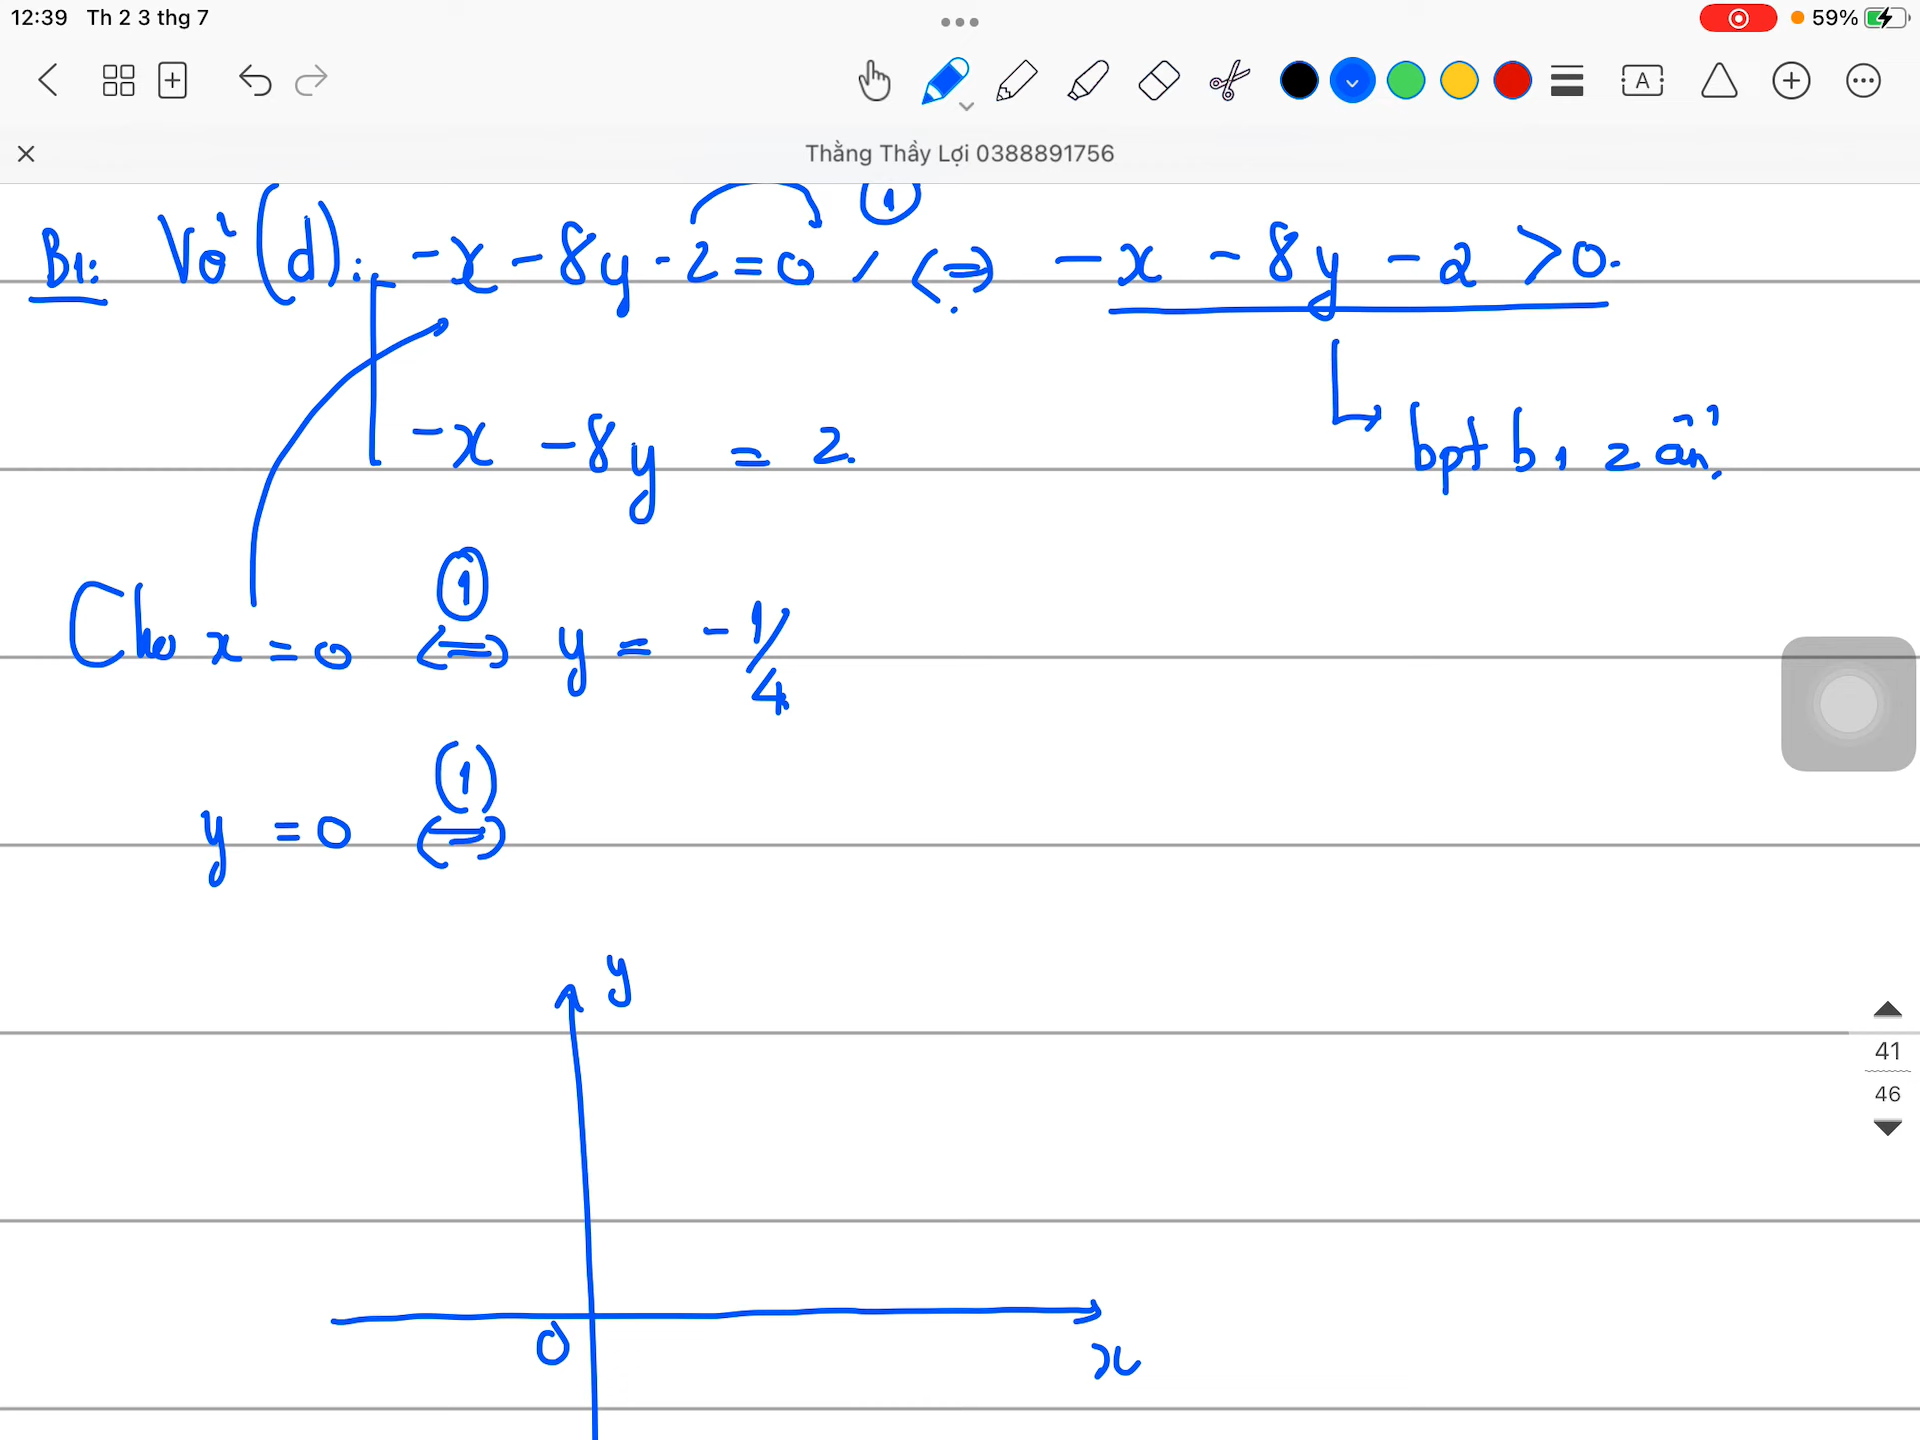 12:39 Th 2 3 thg 7
59%
A
Thằng Thầy Lợi 0388891756
1
B1: Vẽ (d): -x - 8y - 2 = 0 , <=> -x - 8y - 2 > 0.
-x - 8y = 2.
bpt b1 2 ẩn.
1
Cho x = 0 <=> y = -1/4
(1)
y = 0 <=>
y
41
46
O
x